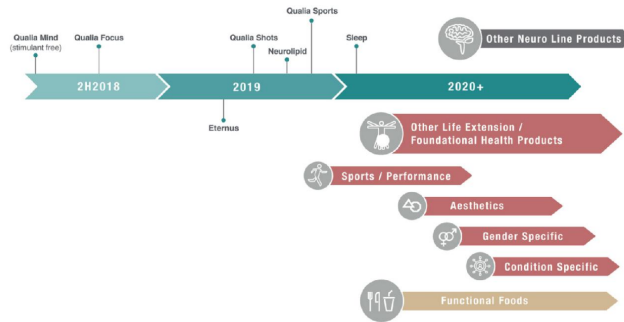 Qualia Sports
Other Neuro Line Products
Qualia Mind
(stimulant free)
Qualia Focus
Qualia Shots
Neurolipid
Sleep
2H2018
2019
2020+
Eternus
Other Life Extension /
Foundational Health Products
Sports / Performance
Aesthetics
Gender Specific
Condition Specific
Functional Foods